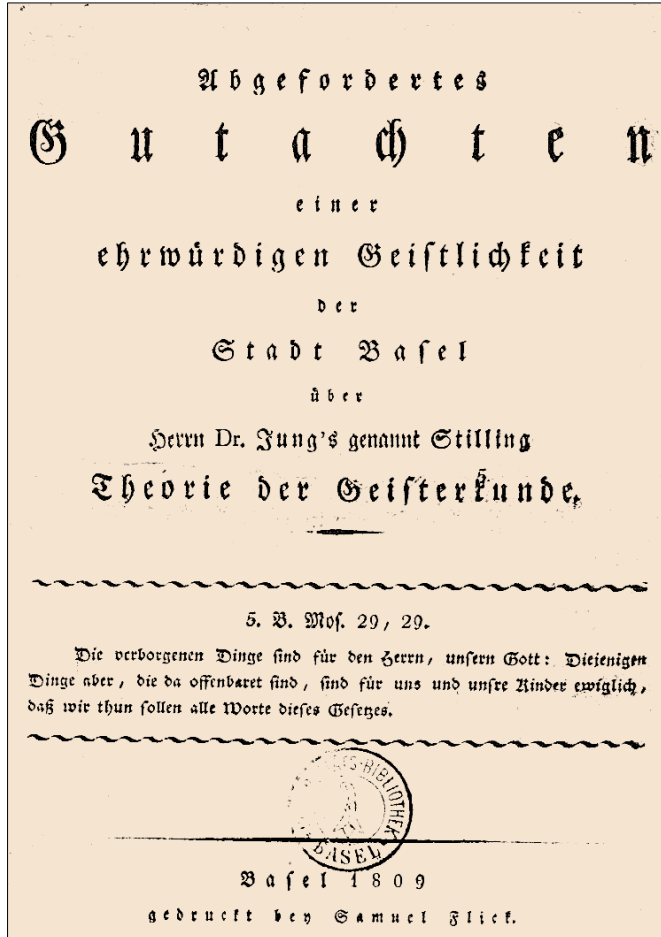 Abgefordertes
Gutachten
einer
ehrwürdigen Geistlichkeit
der
Stadt Basel
über
Herrn Dr. Jung's genannt Stilling
Theorie der Geisterkunde.
5. B. Mos. 29, 29.
Die verborgenen Dinge sind für den Herrn, unsern Gott: Diejenigen
Dinge aber, die da offenbaret sind, sind für uns und unsre Kinder ewiglich,
daß wir thun sollen alle Worte dieses Gesetzes.
BIBLIOTHEK
BASEL
Basel 1809
gedruckt bey Samuel Flick.